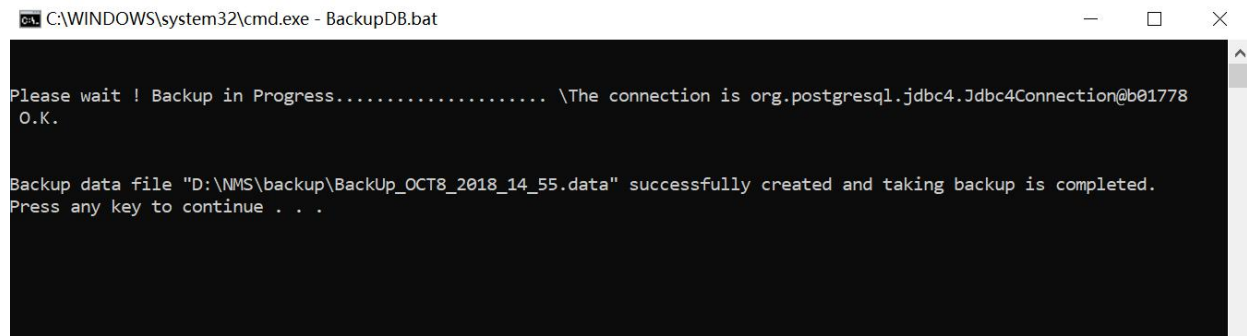 C:\WINDOWS\system32\cmd.exe - BackupDB.bat
Please wait ! Backup in Progress..................... \The connection is org.postgresql.jdbc4.Jdbc4Connection@b01778
O.K.
Backup data file "D:\NMS\backup\BackUp_OCT8_2018_14_55.data" successfully created and taking backup is completed.
Press any key to continue . . .